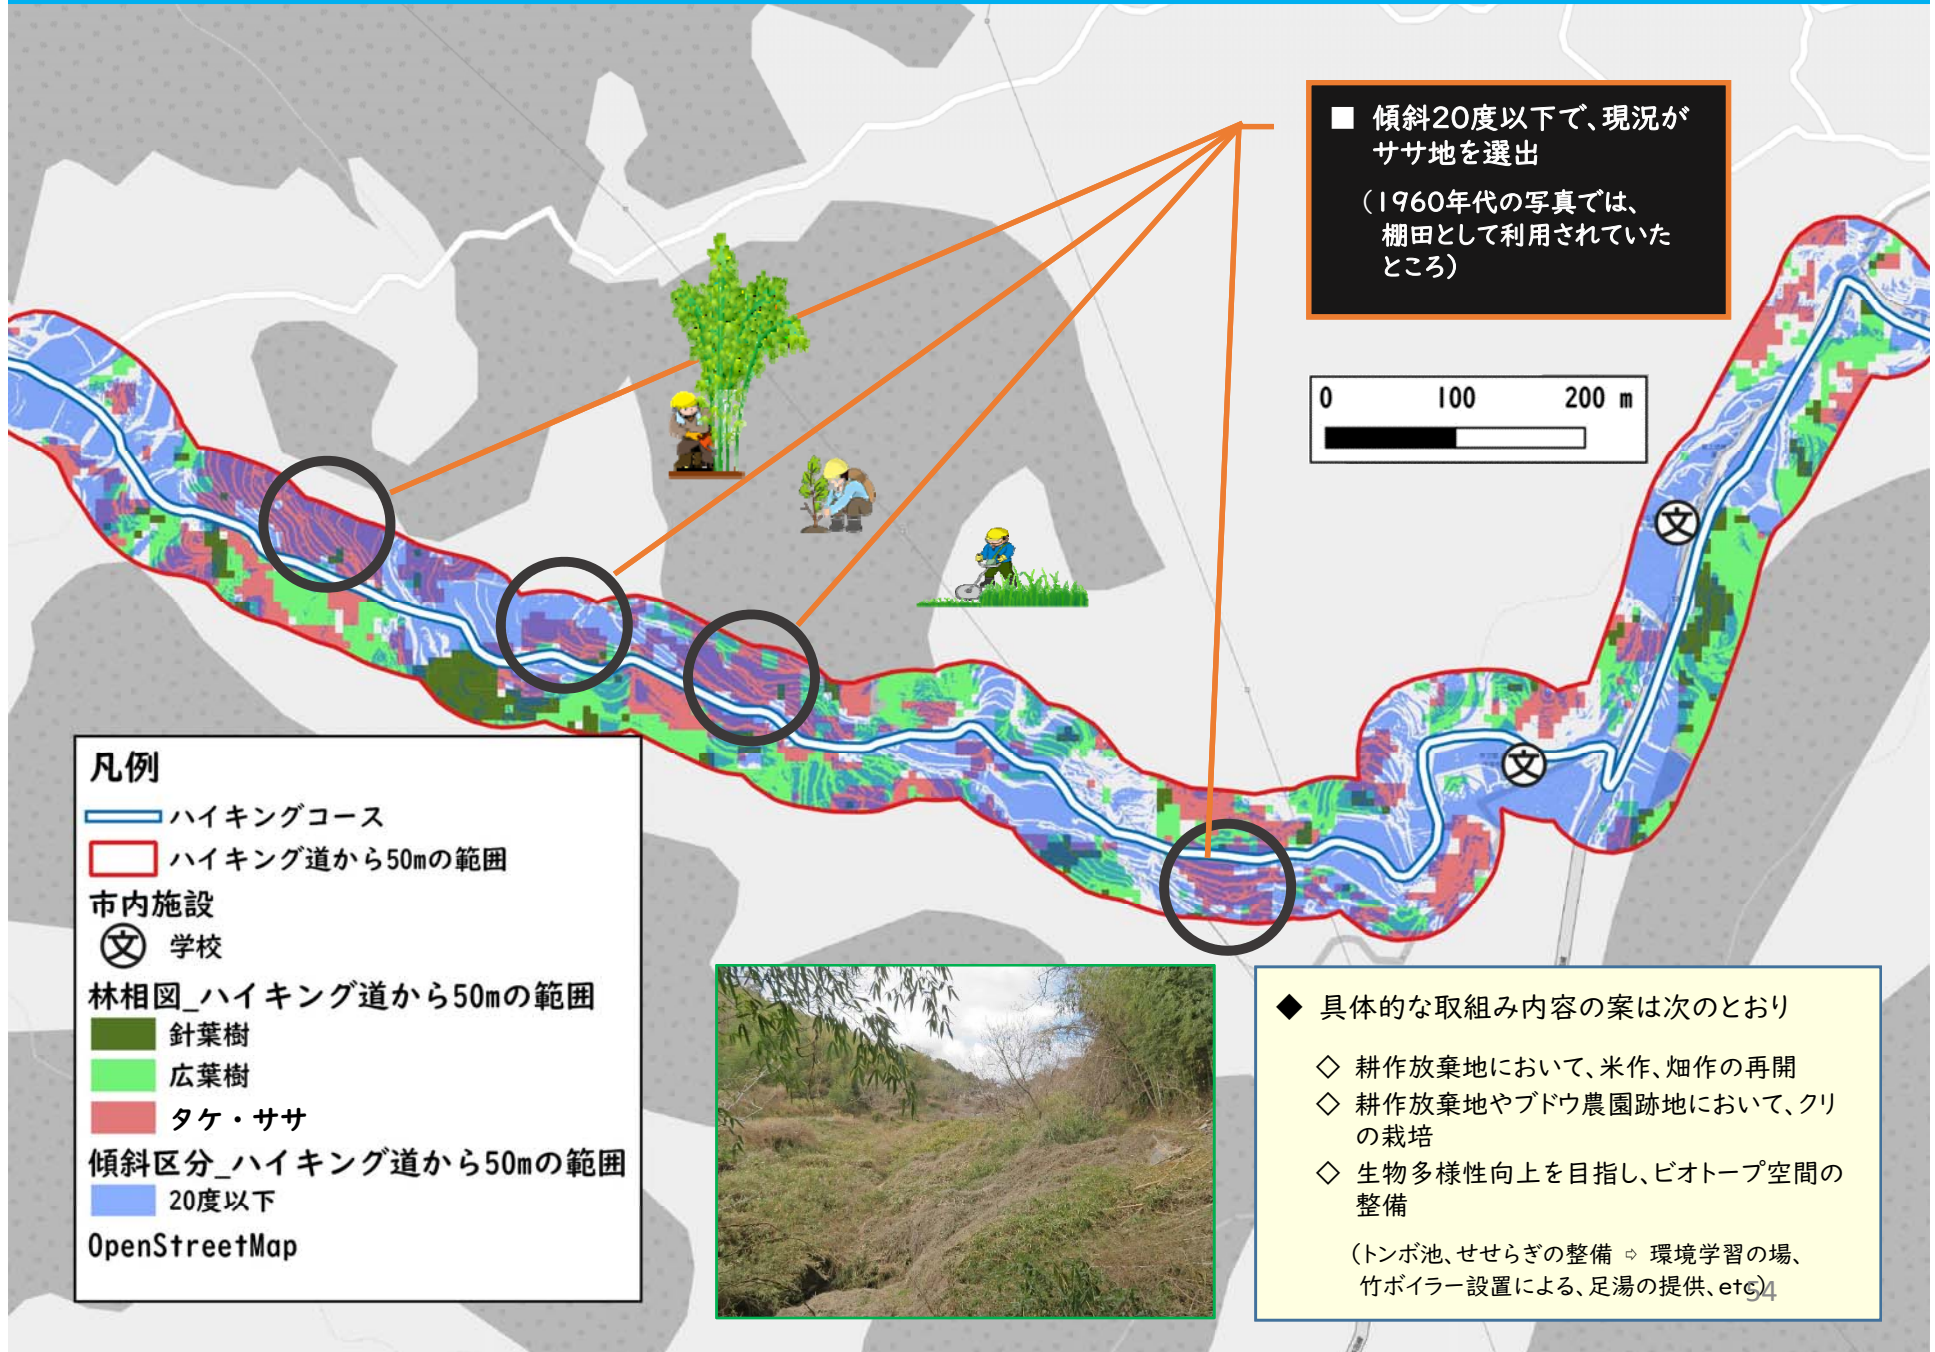 ■ 傾斜20度以下で、現況が
ササ地を選出
（1960年代の写真では、
棚田として利用されていた
ところ）
0 100 200 m
文
文
凡例
ハイキングコース
ハイキング道から50mの範囲
市内施設
文 学校
林相図_ハイキング道から50mの範囲
針葉樹
広葉樹
タケ・ササ
傾斜区分_ハイキング道から50mの範囲
20度以下
OpenStreetMap
◆ 具体的な取組み内容の案は次のとおり
◇ 耕作放棄地において、米作、畑作の再開
◇ 耕作放棄地やブドウ農園跡地において、クリ
の栽培
◇ 生物多様性向上を目指し、ビオトープ空間の
整備
（トンボ池、せせらぎの整備 ⇨ 環境学習の場、
竹ボイラー設置による、足湯の提供、etc）
54